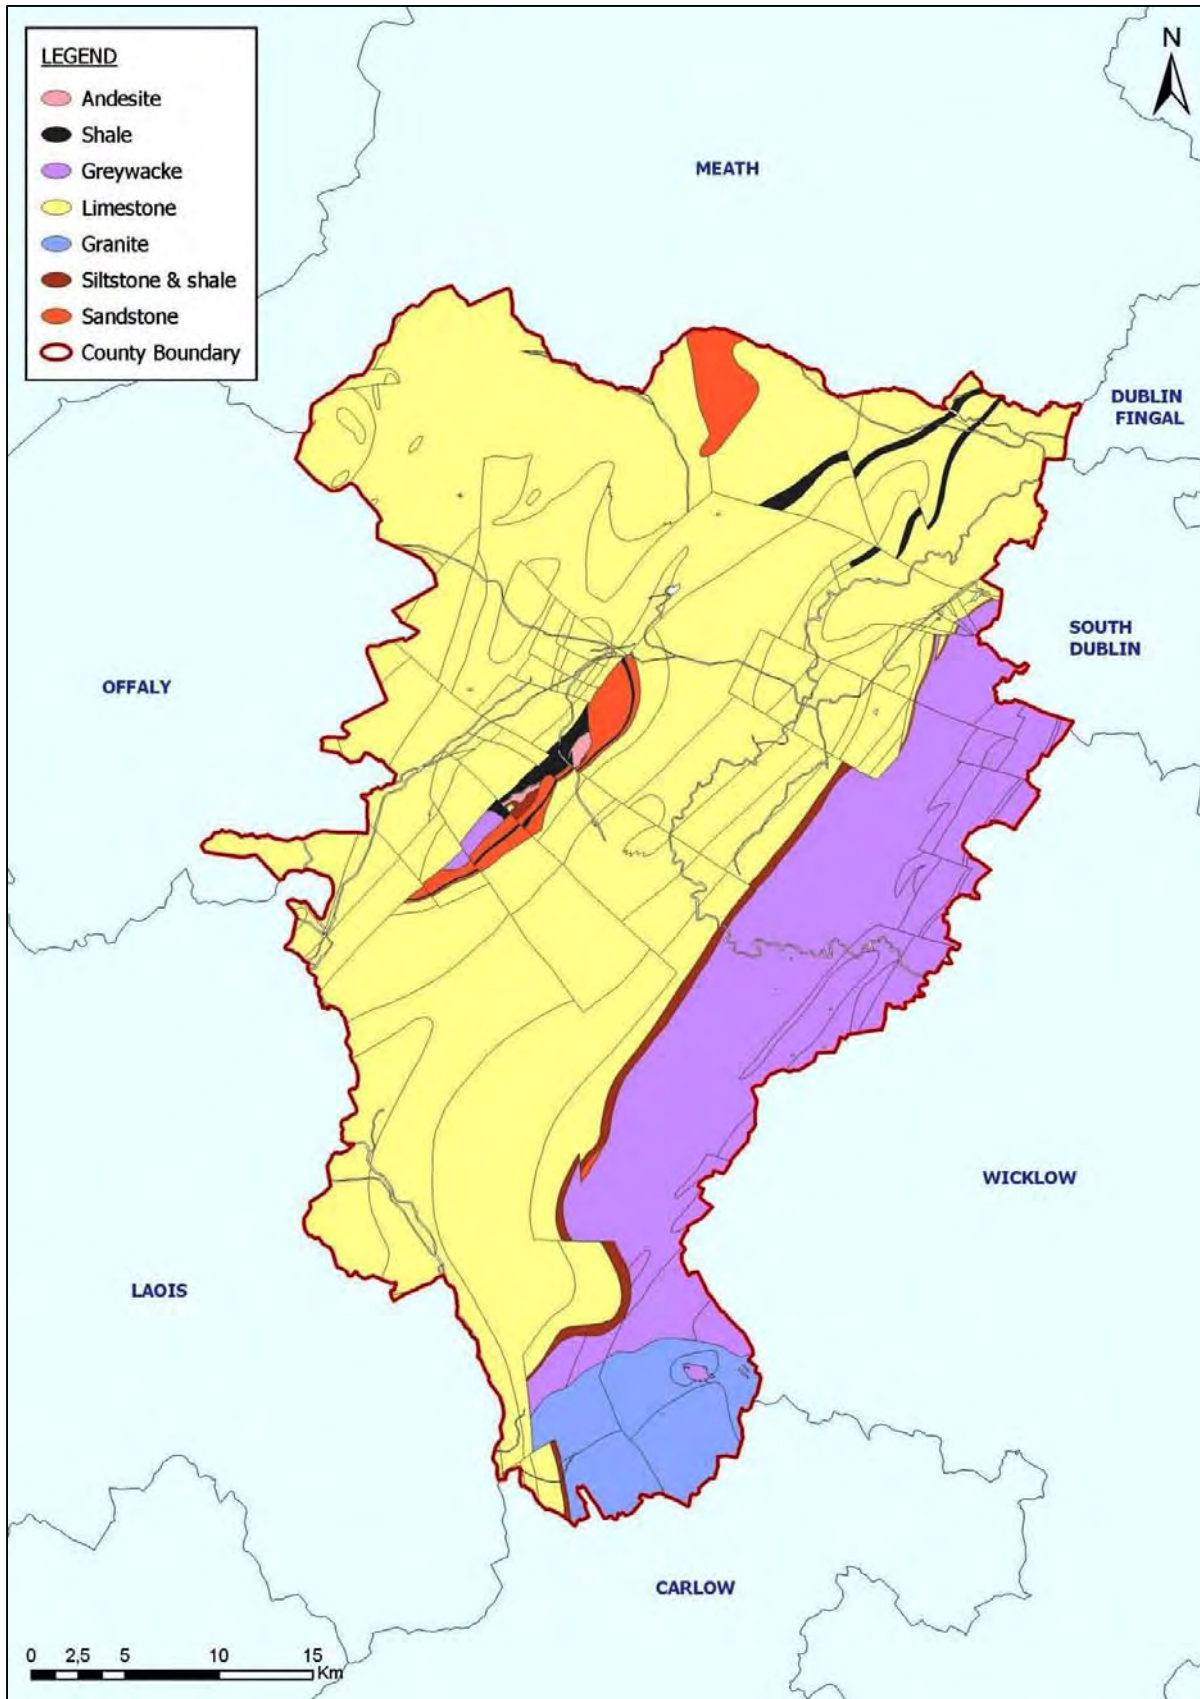 LEGEND
Andesite
Shale
Greywacke
Limestone
Granite
Siltstone & shale
Sandstone
County Boundary
N
MEATH
DUBLIN
FINGAL
SOUTH
DUBLIN
OFFALY
WICKLOW
LAOIS
CARLOW
0 2,5 5 10 15
Km